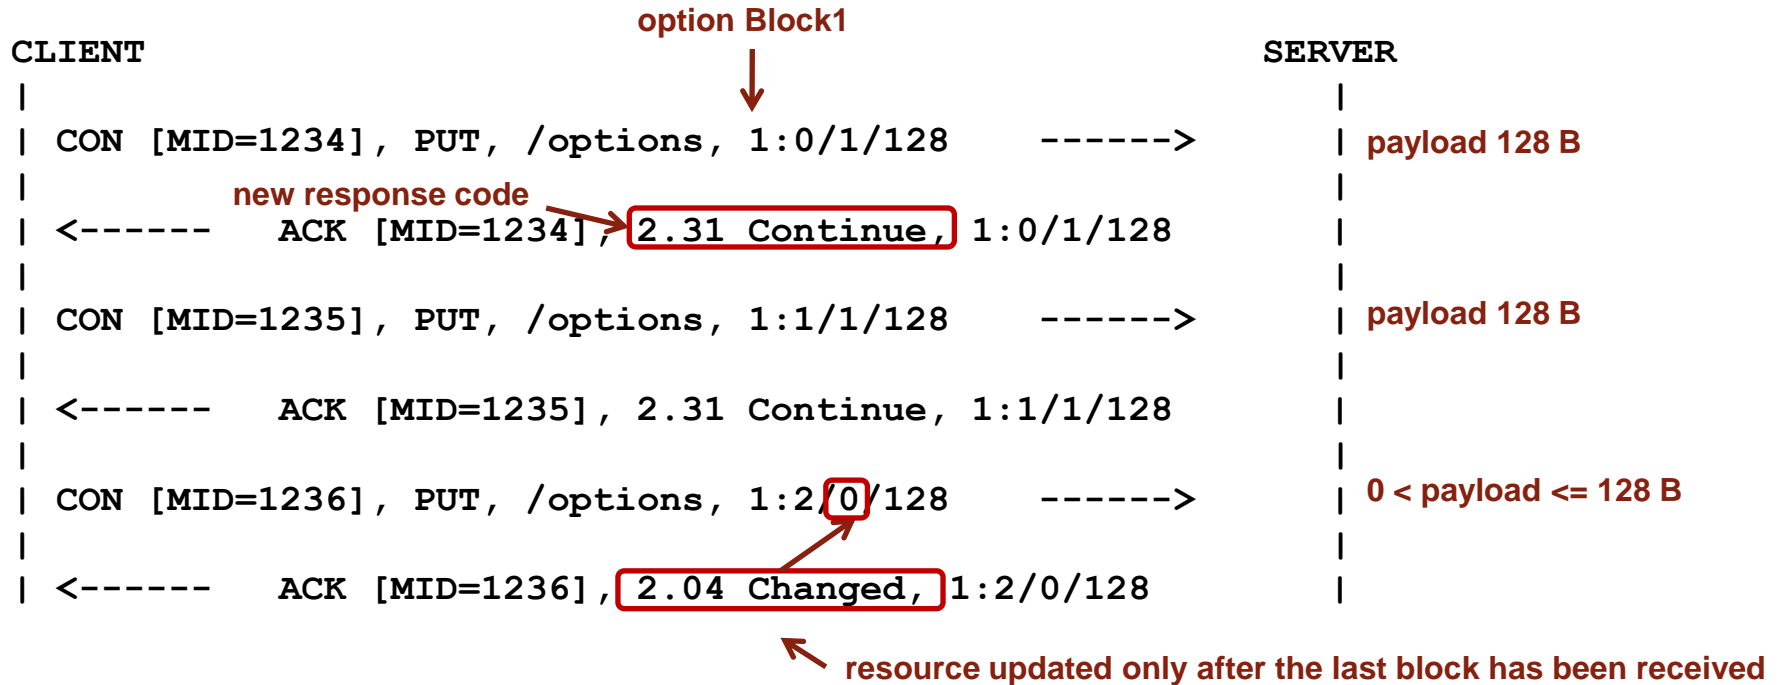 option Block1
CLIENT SERVER
| |
| CON [MID=1234], PUT, /options, 1:0/1/128 ------> | payload 128 B
| |
new response code
| <------ ACK [MID=1234], 2.31 Continue, 1:0/1/128 |
| |
| CON [MID=1235], PUT, /options, 1:1/1/128 ------> | payload 128 B
| |
| <------ ACK [MID=1235], 2.31 Continue, 1:1/1/128 |
| |
| CON [MID=1236], PUT, /options, 1:2/0/128 ------> | 0 < payload <= 128 B
| |
| <------ ACK [MID=1236], 2.04 Changed, 1:2/0/128 |
resource updated only after the last block has been received